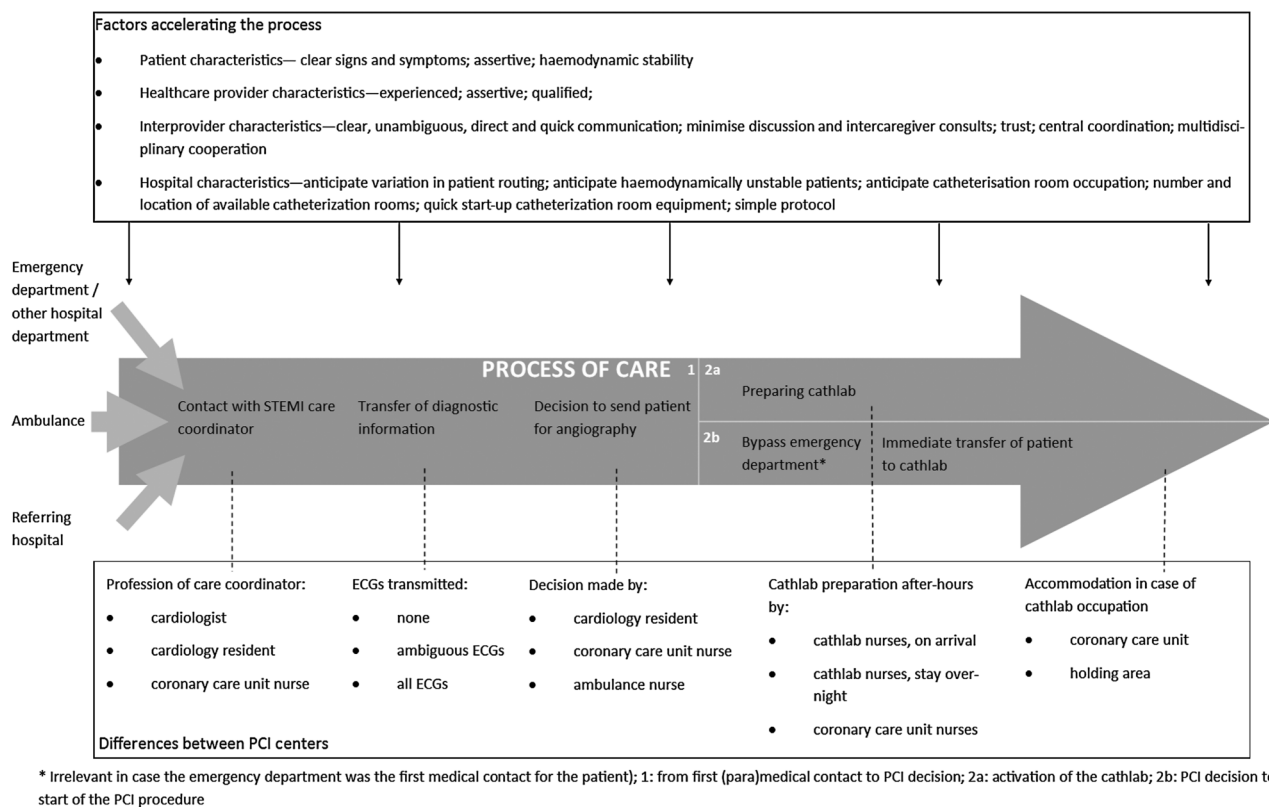 Factors accelerating the process
• Patient characteristics— clear signs and symptoms; assertive; haemodynamic stability
• Healthcare provider characteristics—experienced; assertive; qualified;
• Interprovider characteristics—clear, unambiguous, direct and quick communication; minimise discussion and intercaregiver consults; trust; central coordination; multidisci-
plinary cooperation
• Hospital characteristics—anticipate variation in patient routing; anticipate haemodynamically unstable patients; anticipate catheterisation room occupation; number and
location of available catheterization rooms; quick start-up catheterization room equipment; simple protocol
Emergency
department /
other hospital
department
Ambulance
Referring
hospital
PROCESS OF CARE
1
2a
2b
Contact with STEMI care
coordinator
Transfer of diagnostic
information
Decision to send patient
for angiography
Preparing cathlab
Bypass emergency
department*
Immediate transfer of patient
to cathlab
Profession of care coordinator:
• cardiologist
• cardiology resident
• coronary care unit nurse
ECGs transmitted:
• none
• ambiguous ECGs
• all ECGs
Decision made by:
• cardiology resident
• coronary care unit nurse
• ambulance nurse
Cathlab preparation after-hours
by:
• cathlab nurses, on arrival
• cathlab nurses, stay over-
night
• coronary care unit nurses
Accommodation in case of
cathlab occupation
• coronary care unit
• holding area
Differences between PCI centers
* Irrelevant in case the emergency department was the first medical contact for the patient); 1: from first (para)medical contact to PCI decision; 2a: activation of the cathlab; 2b: PCI decision to
start of the PCI procedure